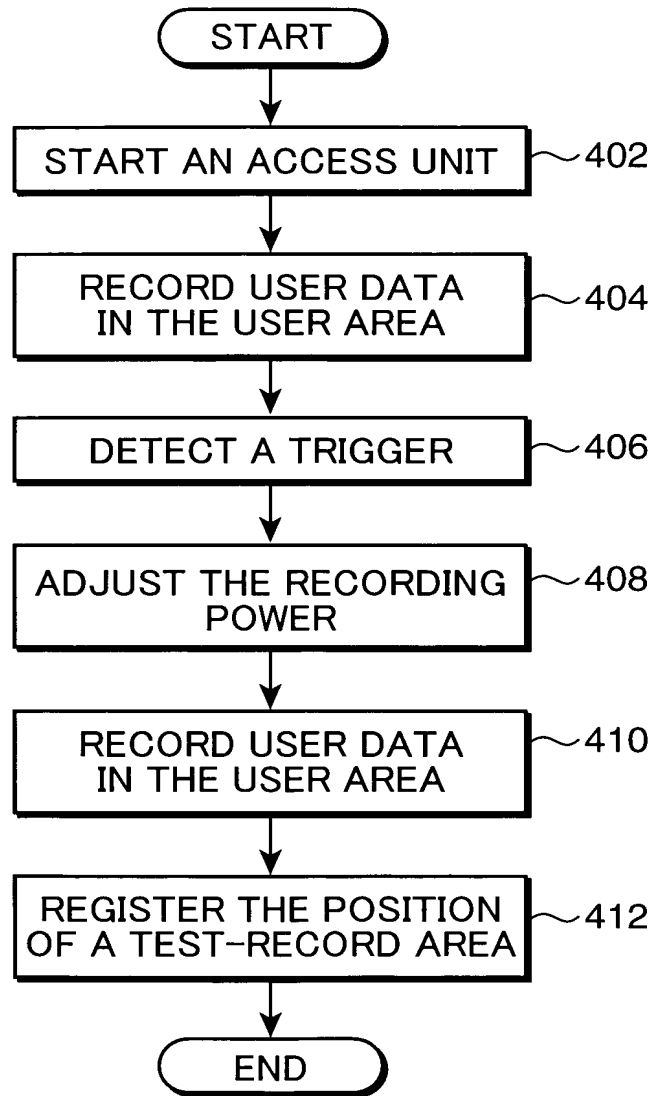 START
START AN ACCESS UNIT
402
RECORD USER DATA
IN THE USER AREA
404
DETECT A TRIGGER
406
ADJUST THE RECORDING
POWER
408
RECORD USER DATA
IN THE USER AREA
410
REGISTER THE POSITION
OF A TEST-RECORD AREA
412
END